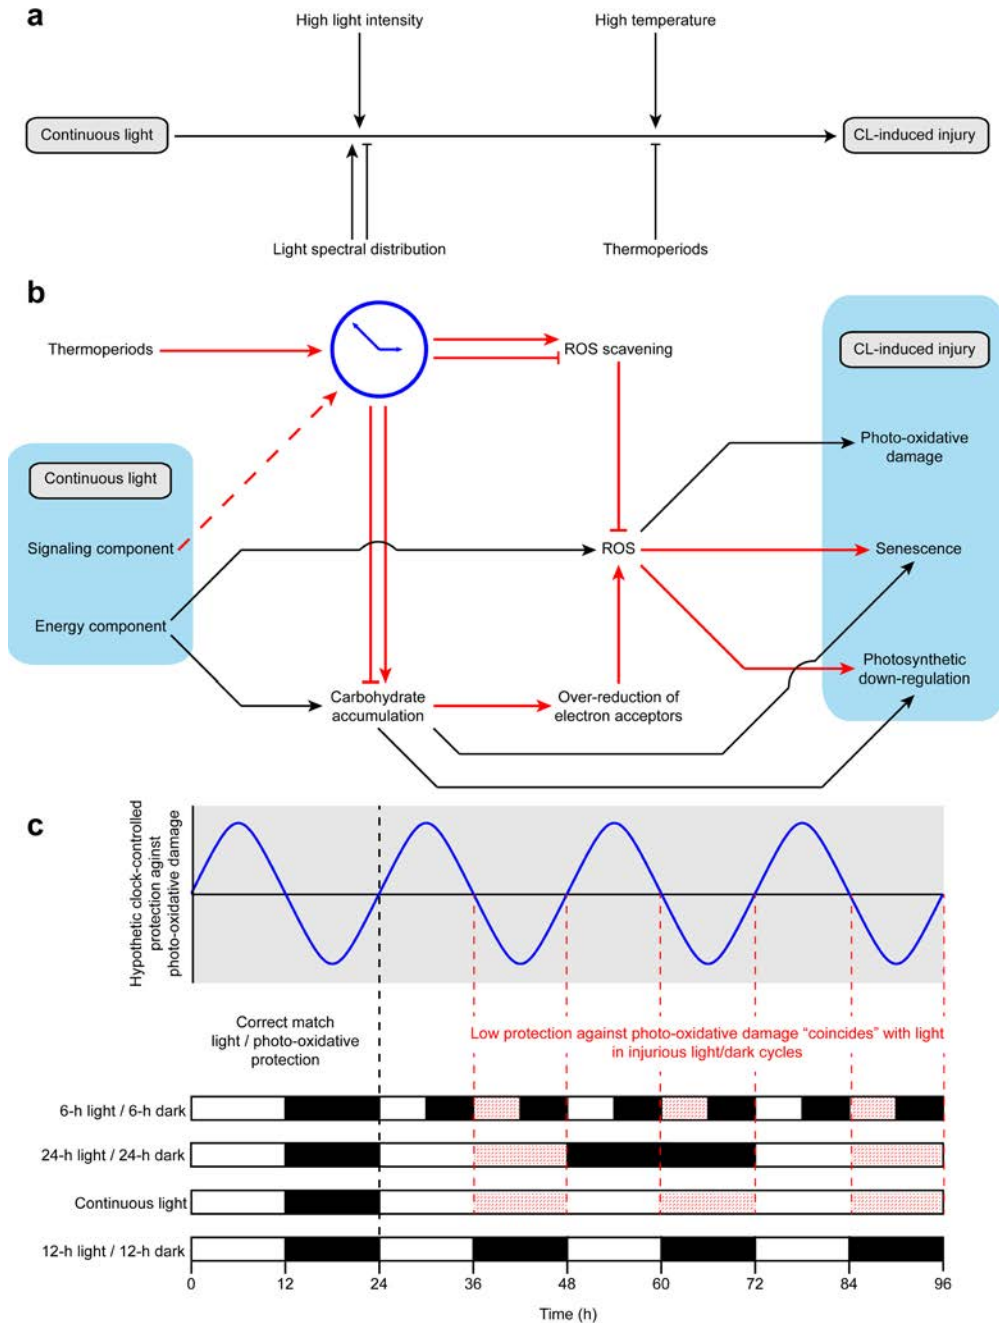 a
High light intensity
High temperature
Continuous light
CL-induced injury
Light spectral distribution
Thermoperiods
b
Thermoperiods
ROS scavening
CL-induced injury
Photo-oxidative
damage
Continuous light
Signaling component
ROS
Senescence
Energy component
Photosynthetic
down-regulation
Carbohydrate
accumulation
Over-reduction of
electron acceptors
c
Hypothetic clock-controlled
protection against
photo-oxidative damage
Correct match
light / photo-oxidative
protection
Low protection against photo-oxidative damage “coincides” with light
in injurious light/dark cycles
6-h light / 6-h dark
24-h light / 24-h dark
Continuous light
12-h light / 12-h dark
0 12 24 36 48 60 72 84 96
Time (h)